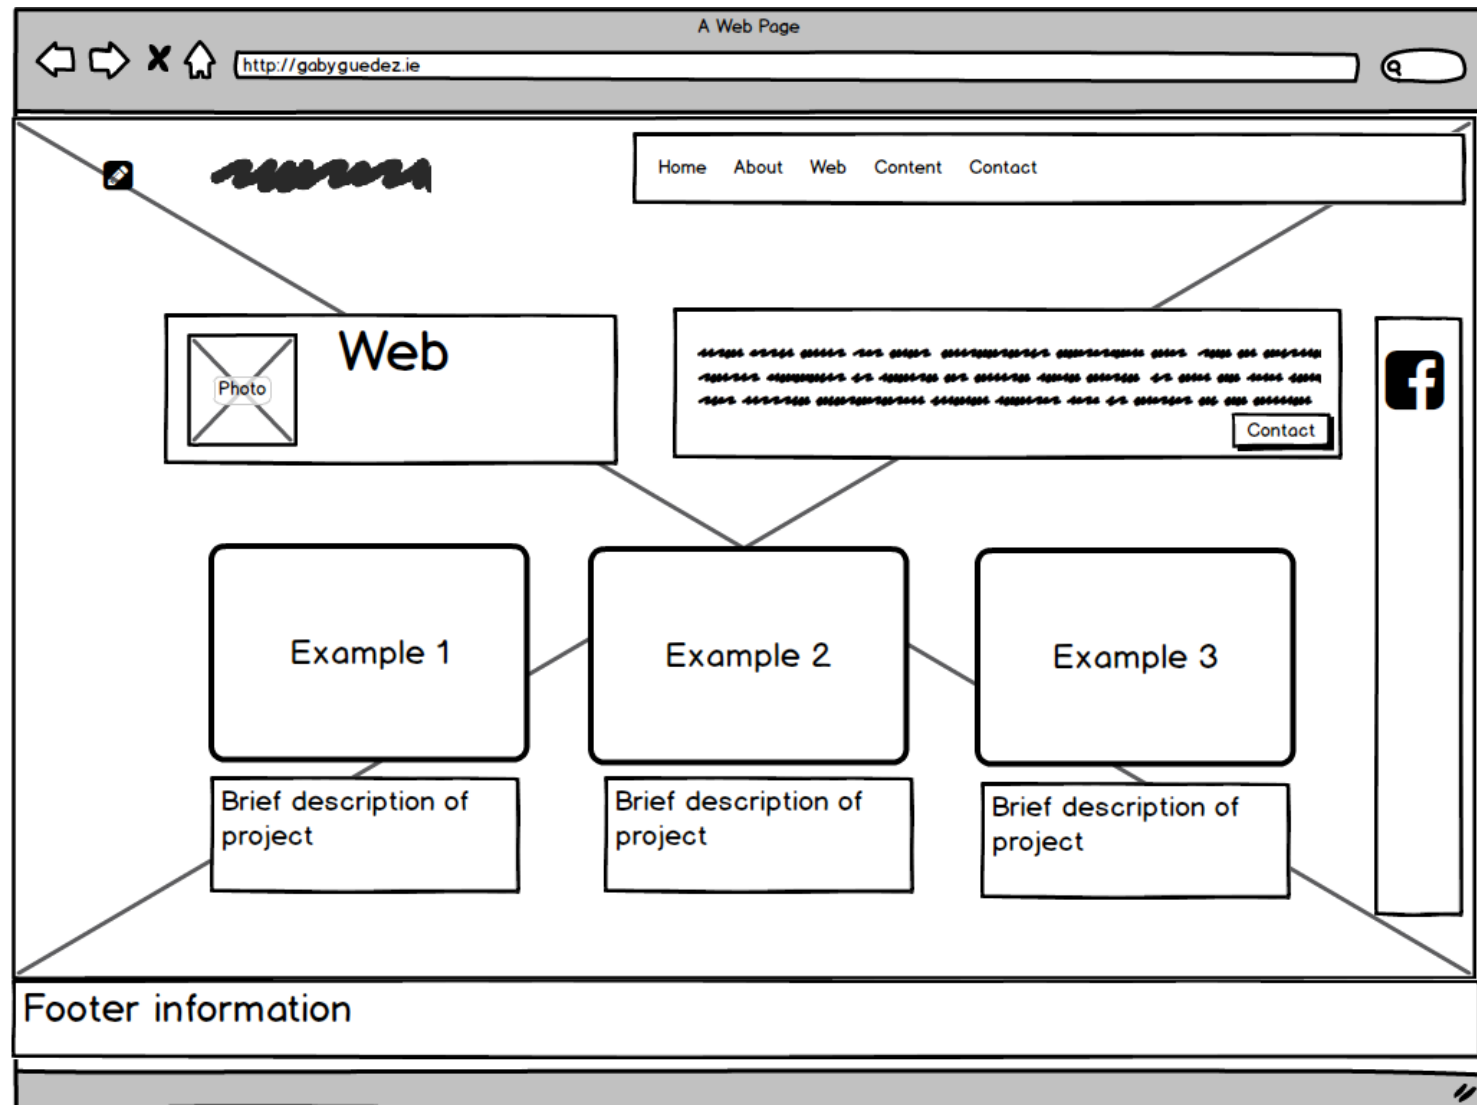 A Web Page
http://gabyguedez.ie
Home About Web Content Contact
Web
Photo
Contact
Example 1
Example 2
Example 3
Brief description of
project
Brief description of
project
Brief description of
project
Footer information